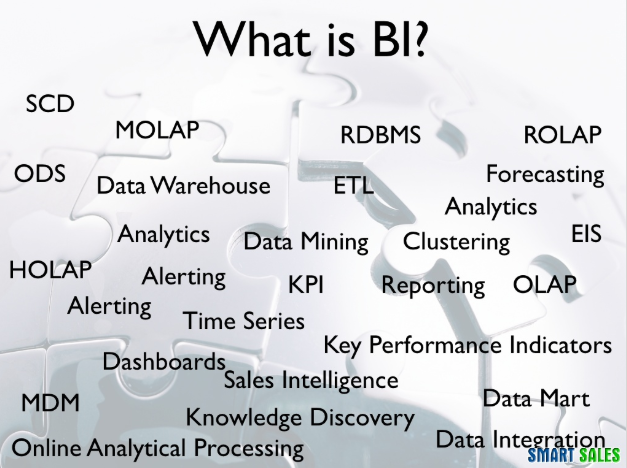 What is BI?
SCD
MOLAP
RDBMS
ROLAP
ODS
Data Warehouse
ETL
Forecasting
Analytics
Analytics
Data Mining
Clustering
EIS
HOLAP
Alerting
KPI
Reporting
OLAP
Alerting
Time Series
Key Performance Indicators
Dashboards
Sales Intelligence
MDM
Data Mart
Knowledge Discovery
Online Analytical Processing
Data Integration
SMART SALES